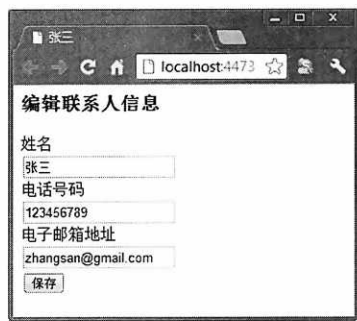 张三
localhost:4473
编辑联系人信息
姓名
张三
电话号码
123456789
电子邮箱地址
zhangsan@gmail.com
保存